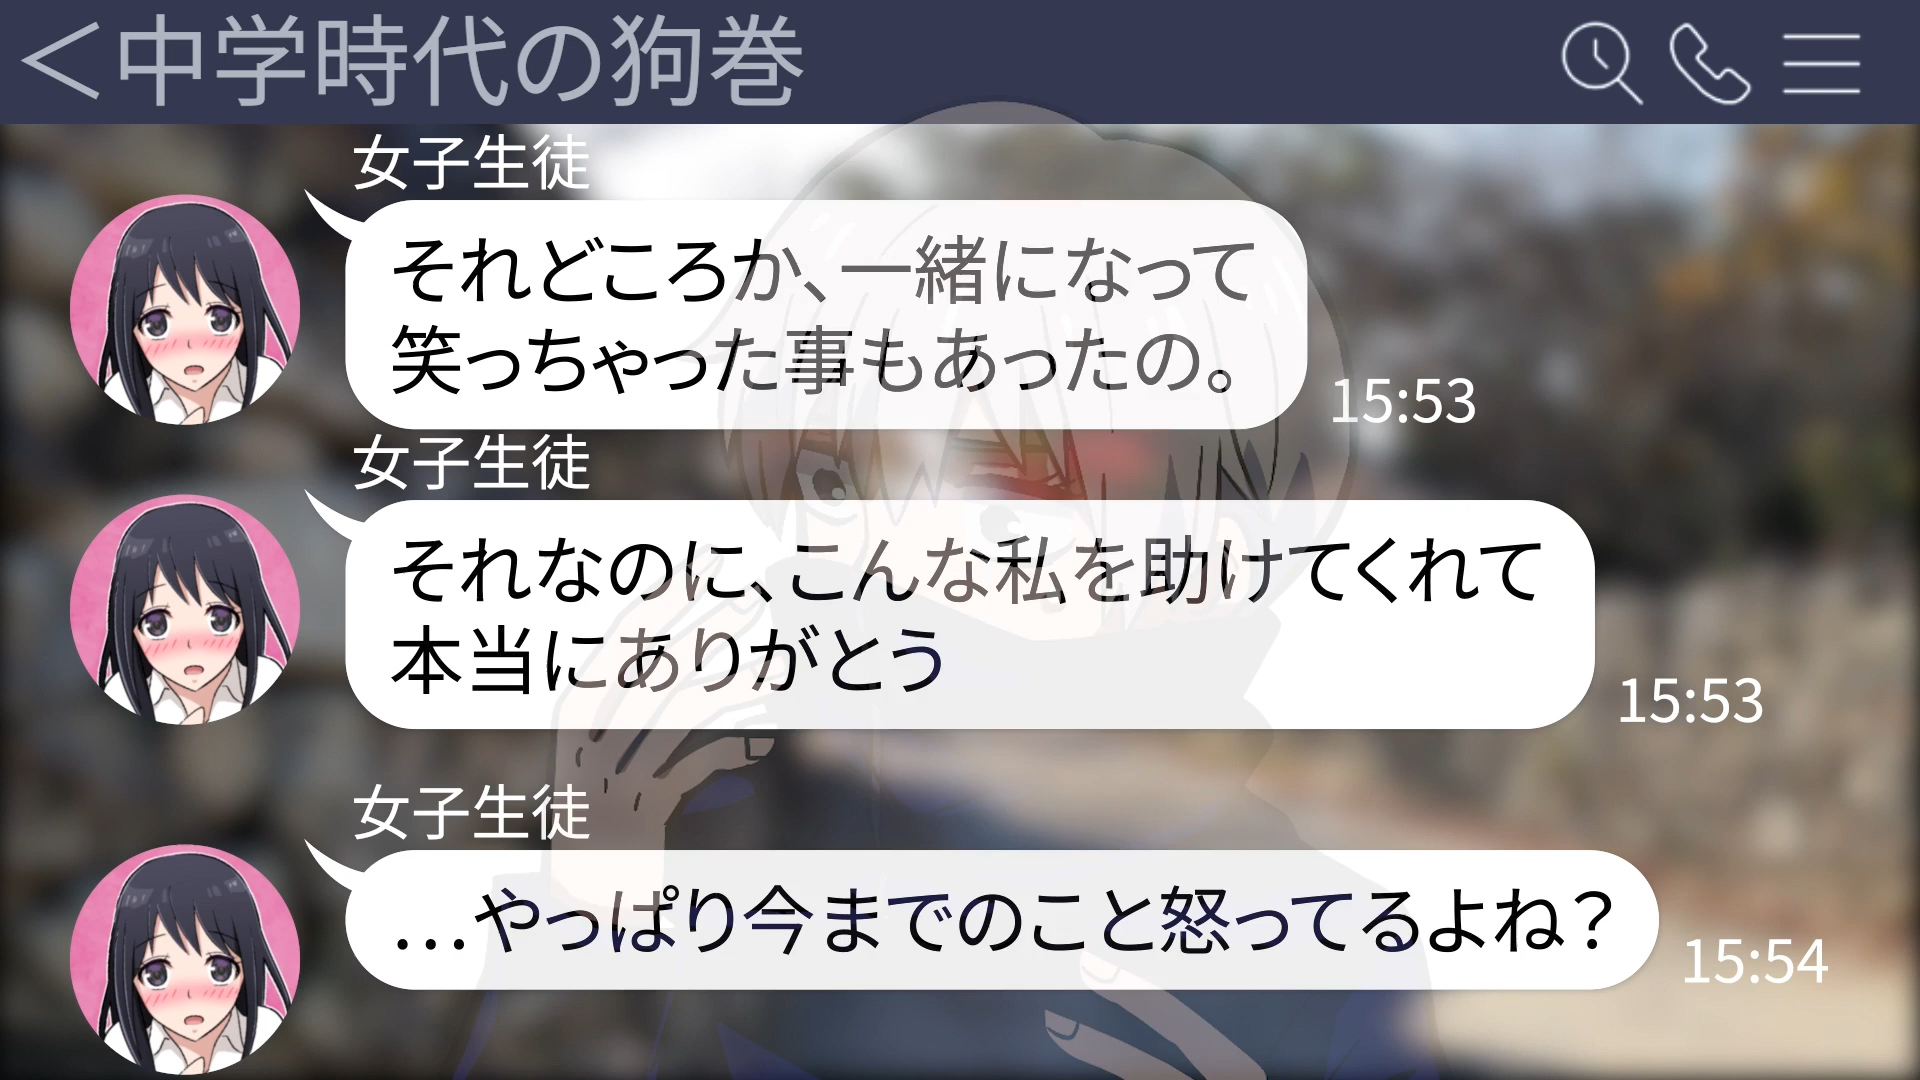 ＜中学時代の狗巻
女子生徒
それどころか、一緒になって
笑っちゃった事もあったの。
15:53
女子生徒
それなのに、こんな私を助けてくれて
本当にありがとう
15:53
女子生徒
…やっぱり今までのこと怒ってるよね？
15:54